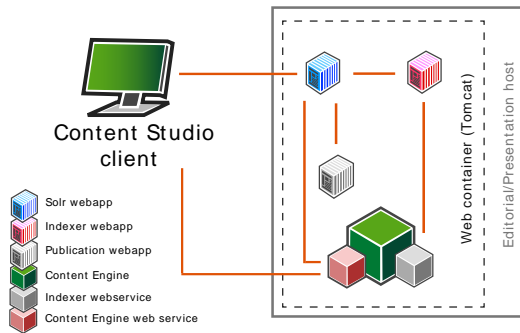 Content Studio
client
Solr webapp
Indexer webapp
Publication webapp
Content Engine
Indexer webservice
Content Engine web service
Web container (Tomcat)
Editorial/Presentation host